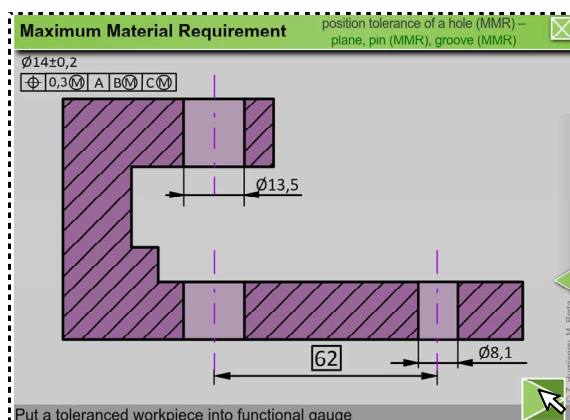 Maximum Material Requirement
position tolerance of a hole (MMR) –
plane, pin (MMR), groove (MMR)
Ø14±0,2
⌖ 0,3Ⓜ A BⓂ CⓂ
Ø13,5
62
Ø8,1
Put a toleranced workpiece into functional gauge